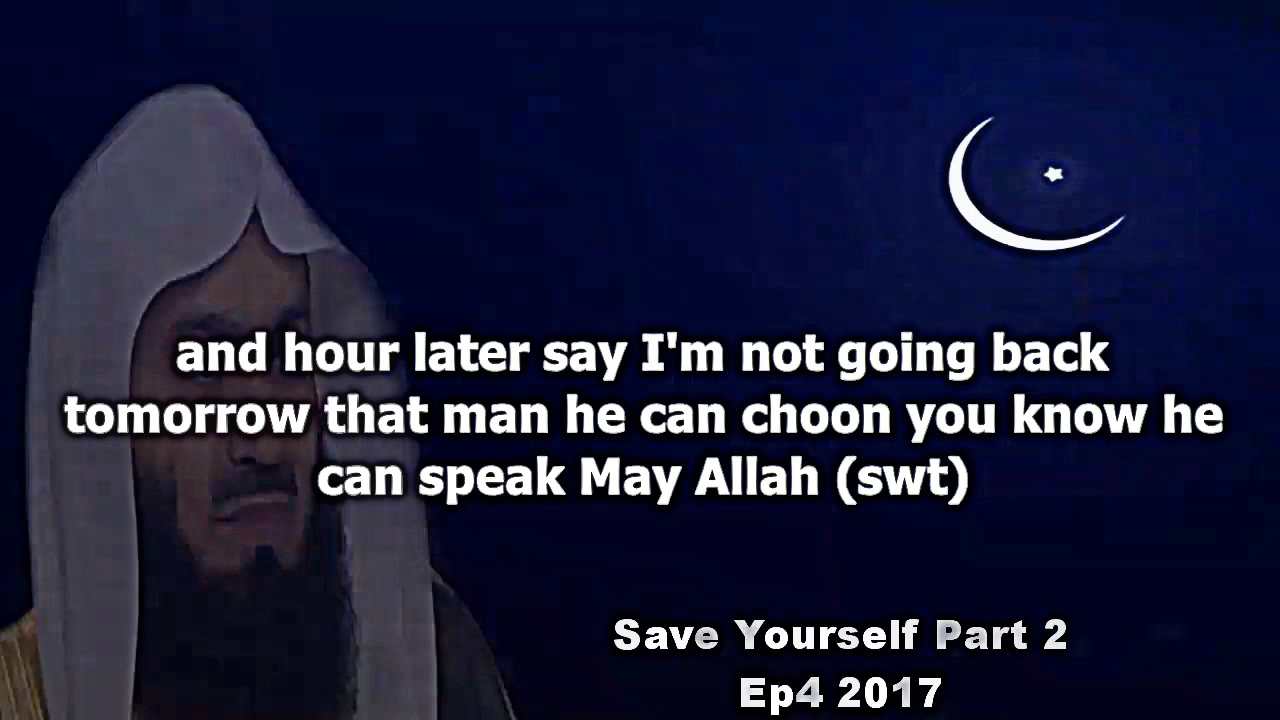 and hour later say I'm not going back
tomorrow that man he can choon you know he
can speak May Allah (swt)
Save Yourself Part 2
Ep4 2017